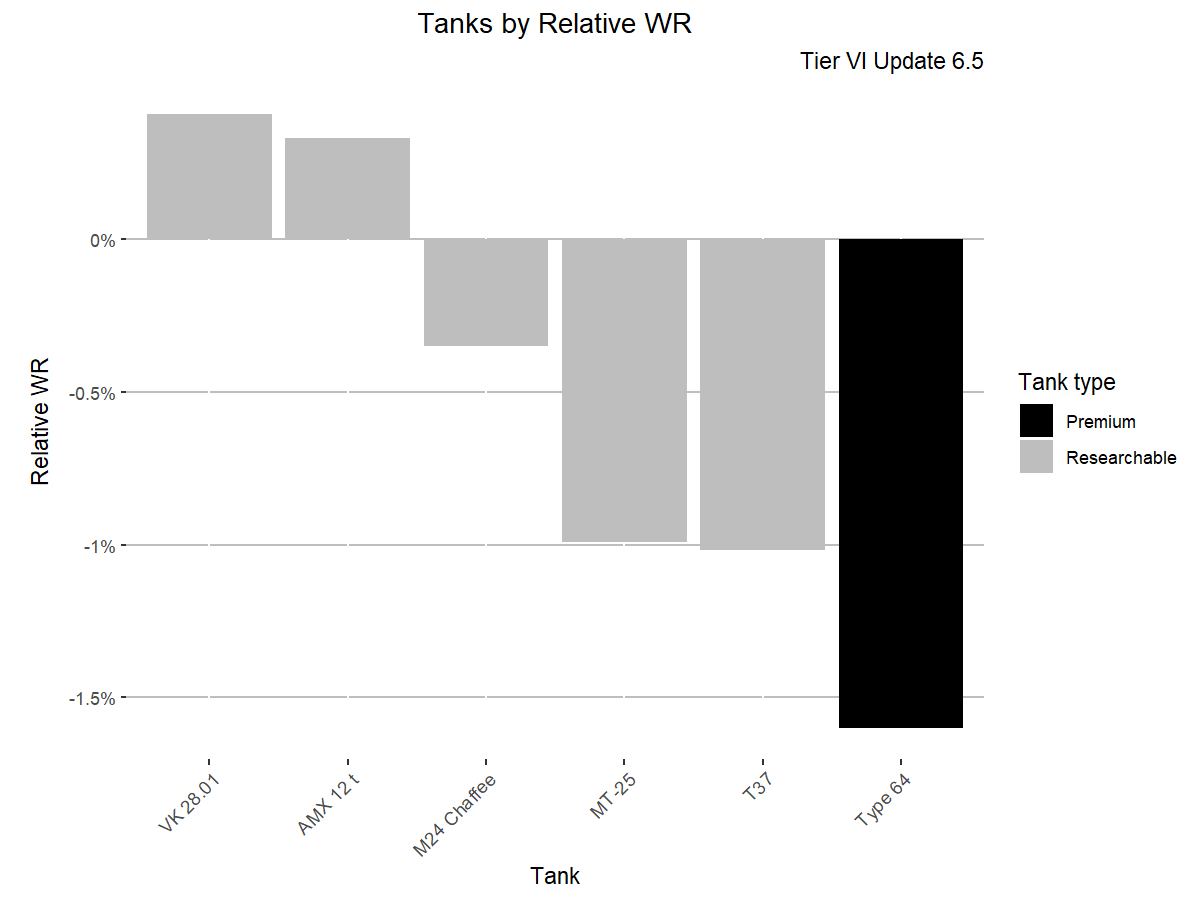 Tanks by Relative WR
Tier VI Update 6.5
Relative WR
0%
-0.5%
-1%
-1.5%
VK 28.01
AMX 12 t
M24 Chaffee
MT-25
T37
Type 64
Tank
Tank type
Premium
Researchable